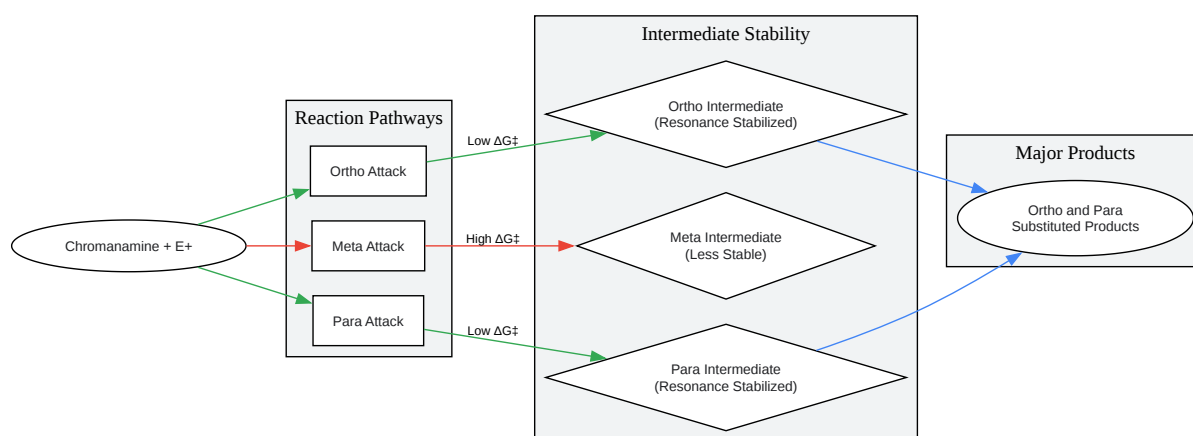 Intermediate Stability
Ortho Intermediate
(Resonance Stabilized)
Reaction Pathways
Low ΔG‡
Ortho Attack
Major Products
Ortho and Para
Substituted Products
Chromanamine + E+
Meta Attack
High ΔG‡
Meta Intermediate
(Less Stable)
Para Attack
Low ΔG‡
Para Intermediate
(Resonance Stabilized)